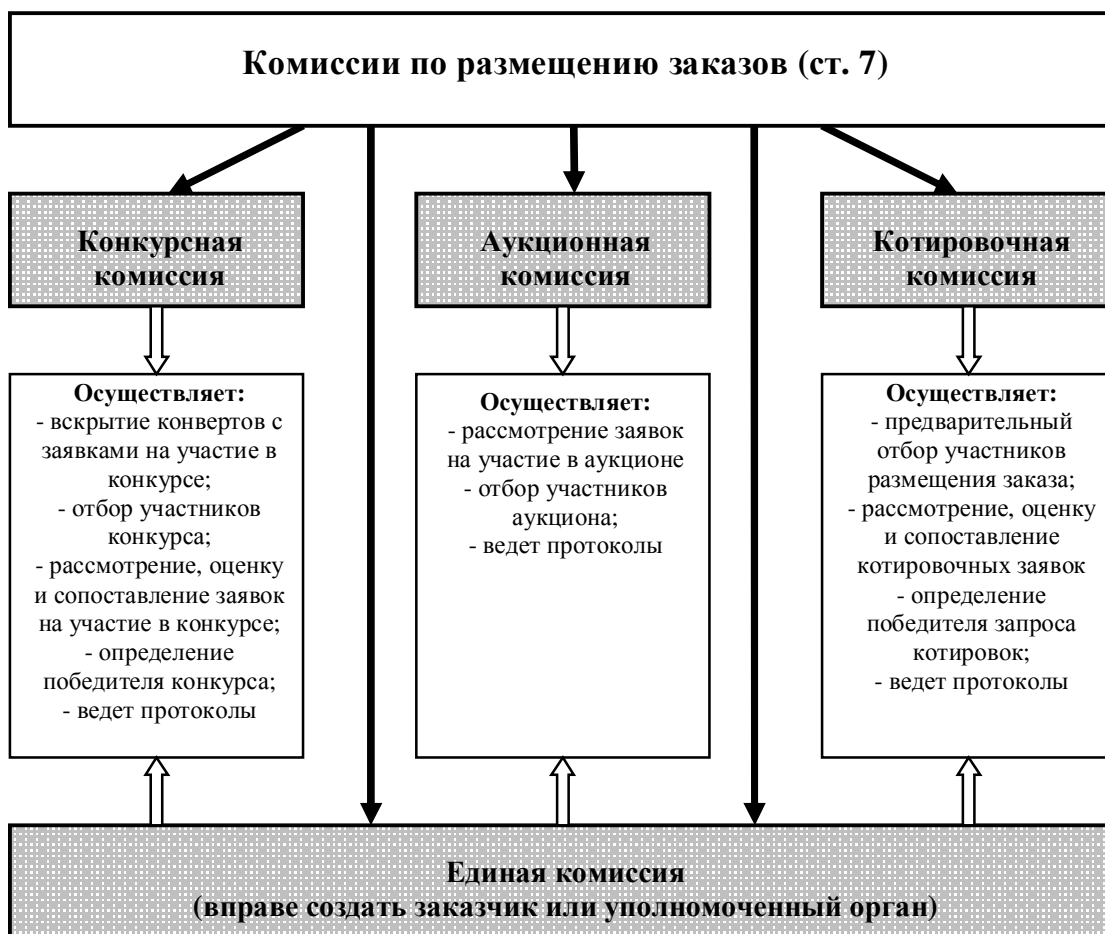 Комиссии по размещению заказов (ст. 7)
Конкурсная
комиссия
Аукционная
комиссия
Котировочная
комиссия
Осуществляет:
- вскрытие конвертов с
заявками на участие в
конкурсе;
- отбор участников
конкурса;
- рассмотрение, оценку
и сопоставление заявок
на участие в конкурсе;
- определение
победителя конкурса;
- ведет протоколы
Осуществляет:
- рассмотрение заявок
на участие в аукционе
- отбор участников
аукциона;
- ведет протоколы
Осуществляет:
- предварительный
отбор участников
размещения заказа;
- рассмотрение, оценку
и сопоставление
котировочных заявок
- определение
победителя запроса
котировок;
- ведет протоколы
Единая комиссия
(вправе создать заказчик или уполномоченный орган)